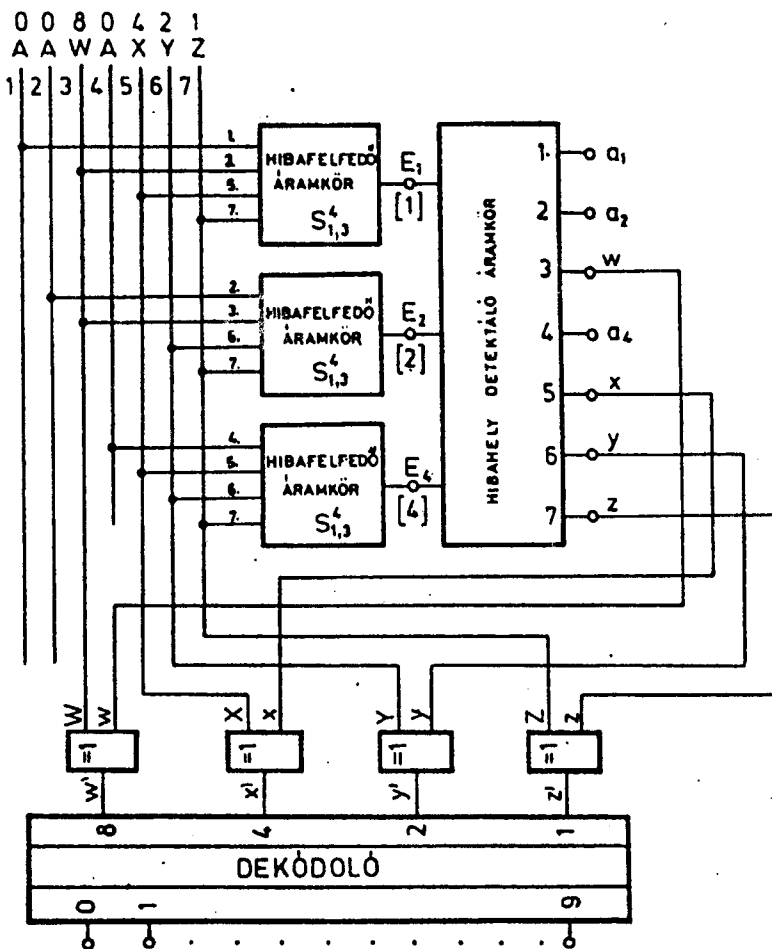 0 0 8 0 4 2 1
A A W A X Y Z
1 2 3 4 5 6 7
1. HIBAFELFEDŐ
3. ÁRAMKÖR
5. S⁴₁,₃
7.
E₁
[1]
2. HIBAFELFEDŐ
3. ÁRAMKÖR
6. S⁴₁,₃
7.
E₂
[2]
4. HIBAFELFEDŐ
5. ÁRAMKÖR
6. S⁴₁,₃
7.
E₄
[4]
HIBAHELY DETEKTÁLÓ ÁRAMKÖR
1. a₁
2 a₂
3 w
4 a₄
5 x
6 y
7 z
W w X x Y y Z z
=1 =1 =1 =1
w' x' y' z'
8 4 2 1
DEKÓDOLÓ
0 1 . . . . . . . 9